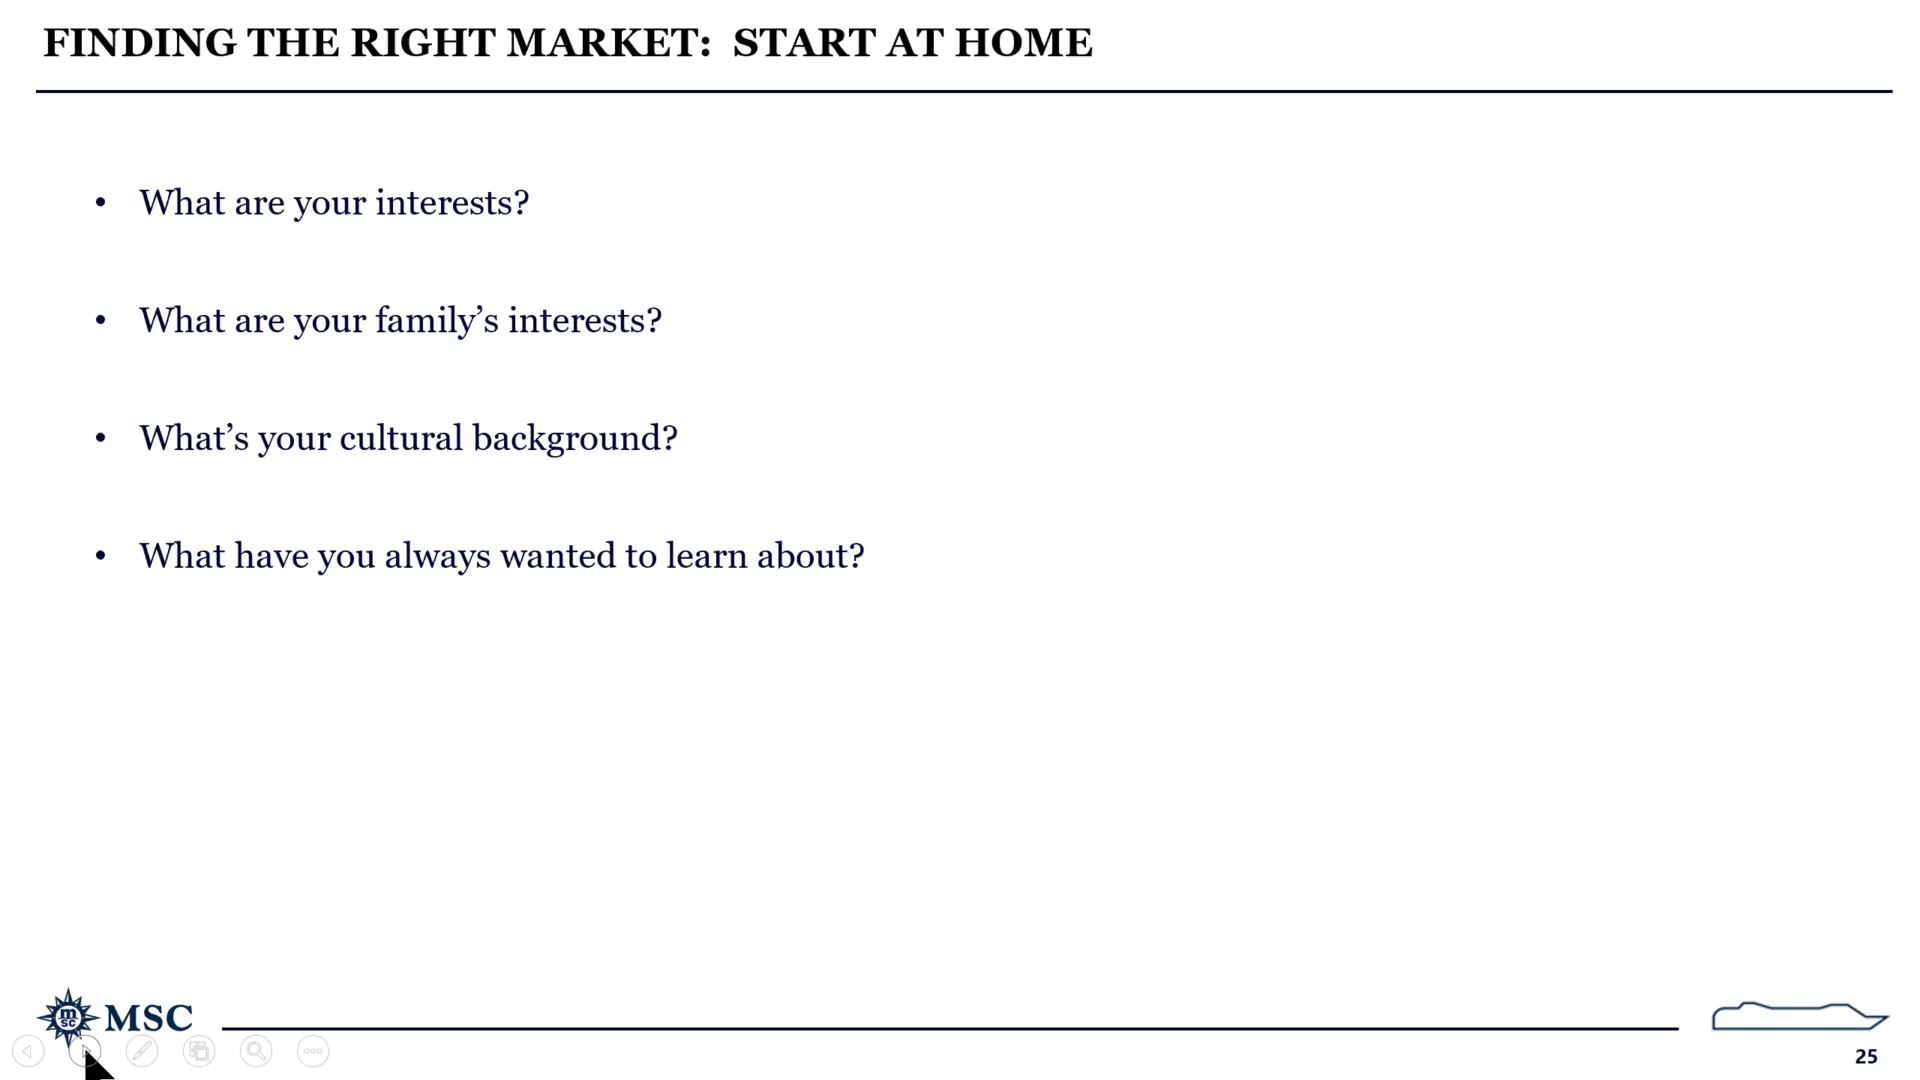 FINDING THE RIGHT MARKET: START AT HOME
• What are your interests?
• What are your family’s interests?
• What’s your cultural background?
• What have you always wanted to learn about?
m
sc
MSC
25